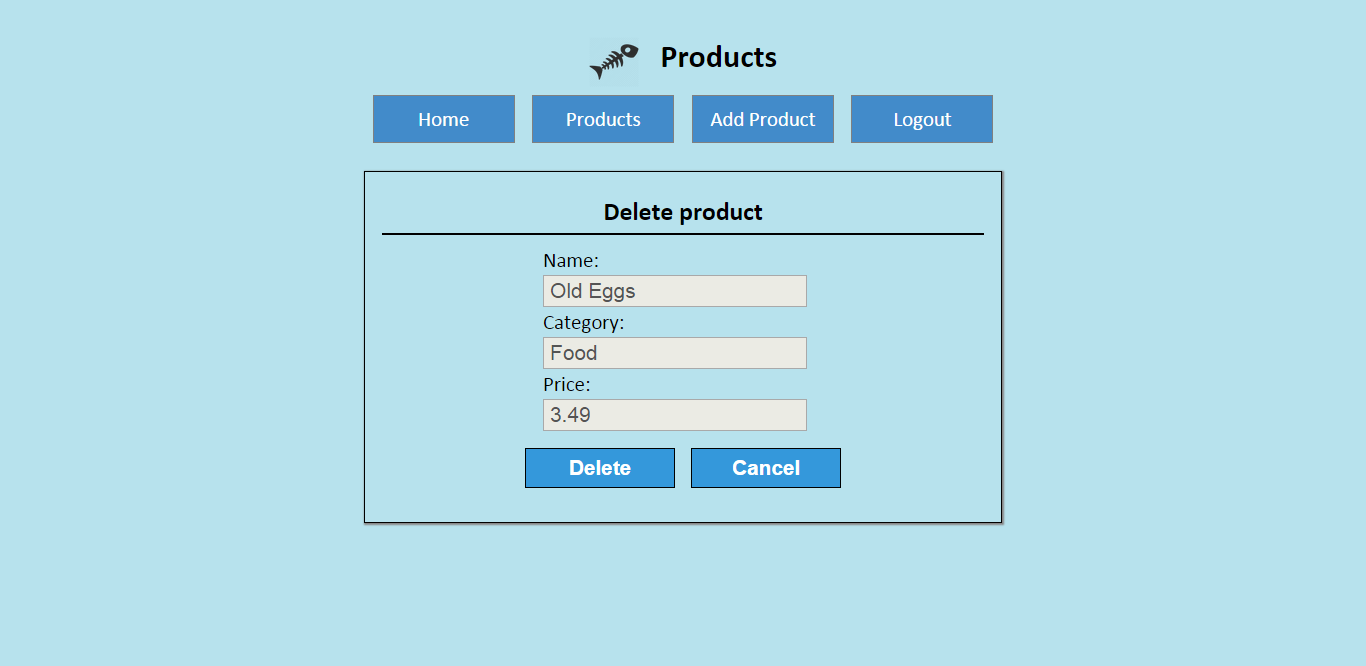 Products
Home Products Add Product Logout
Delete product
Name:
Old Eggs
Category:
Food
Price:
3.49
Delete Cancel